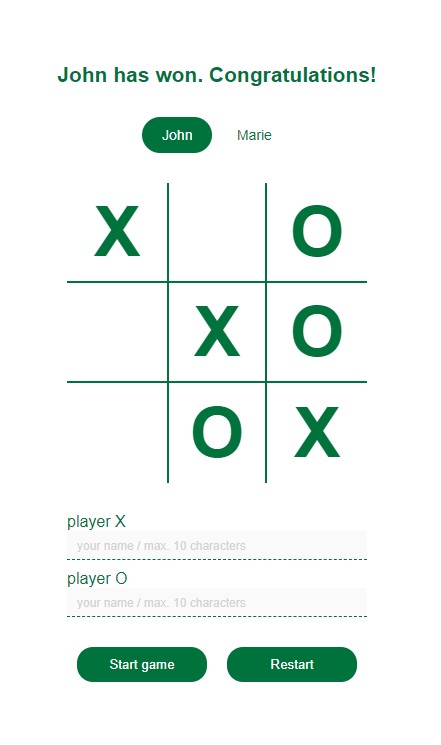 John has won. Congratulations!
John Marie
X O
X O
O X
player X
your name / max. 10 characters
player O
your name / max. 10 characters
Start game Restart